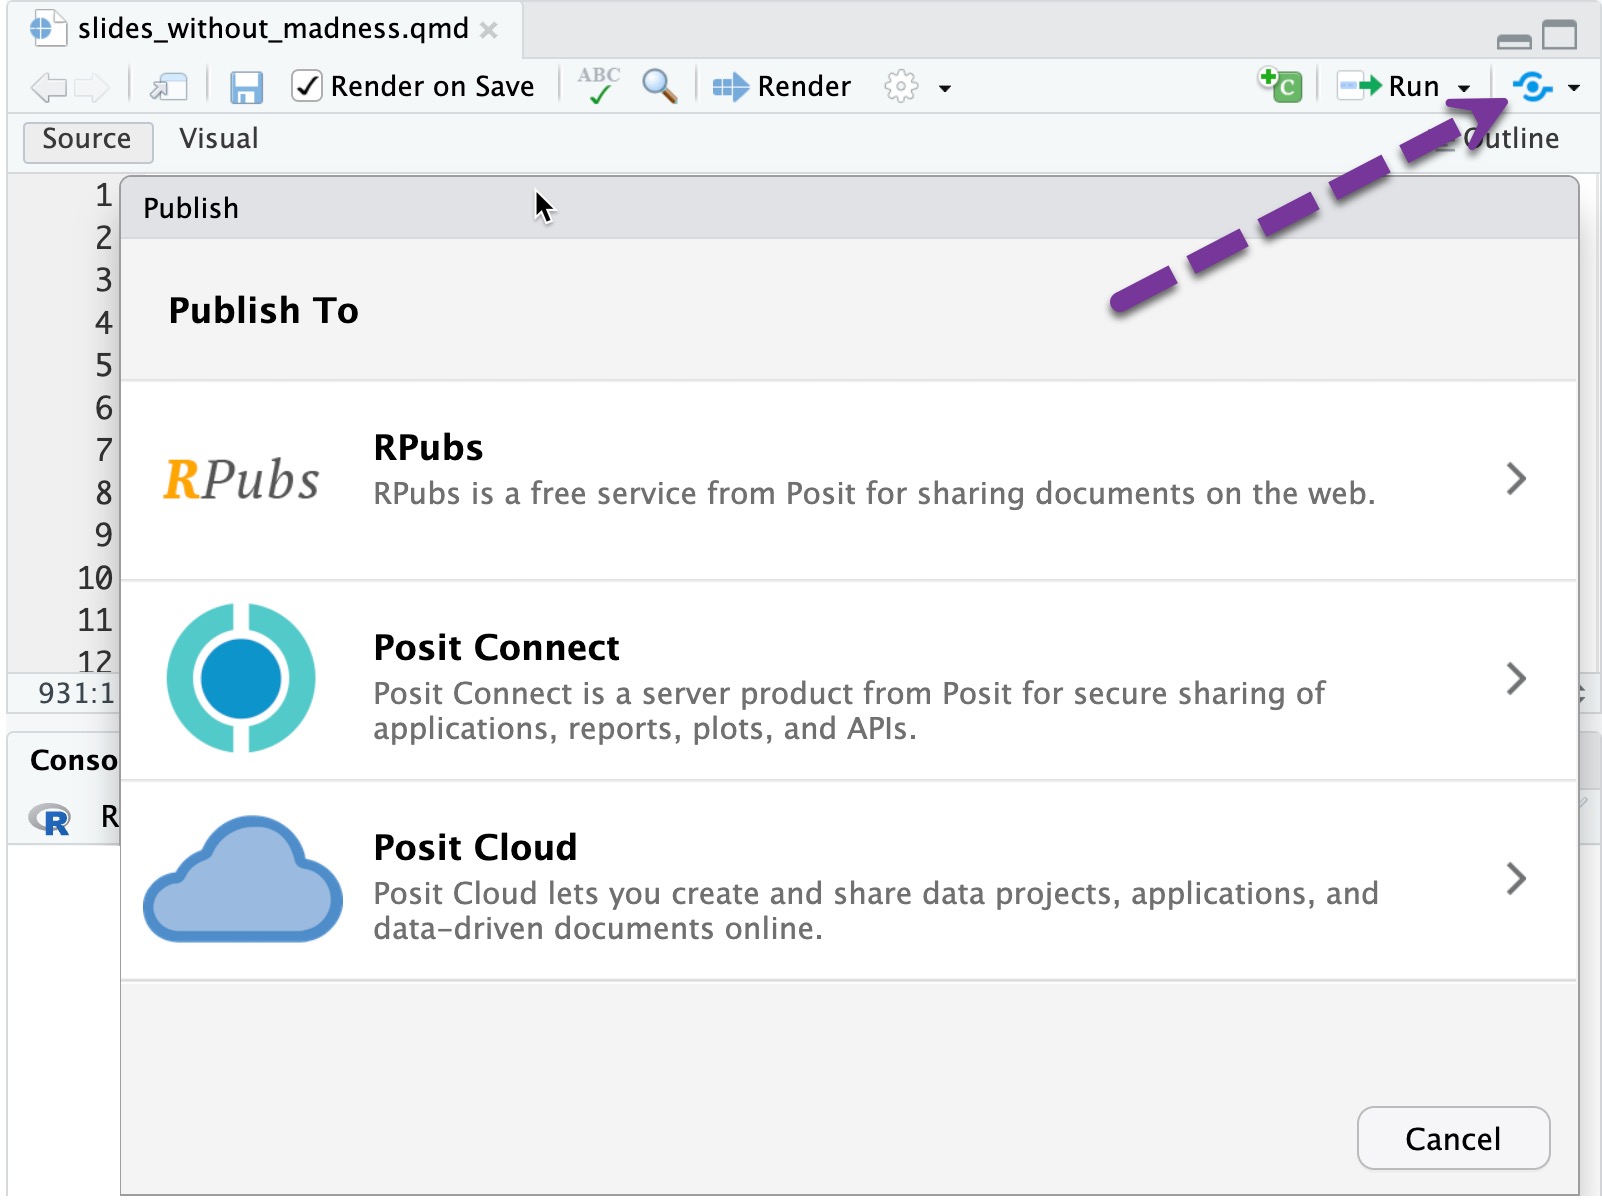 slides_without_madness.qmd
Render on Save
ABC
Render
C
Run
Source
Visual
Outline
1
2
3
4
5
6
7
8
9
10
11
12
931:1
Publish
Publish To
RPubs
RPubs
RPubs is a free service from Posit for sharing documents on the web.
Posit Connect
Posit Connect is a server product from Posit for secure sharing of
applications, reports, plots, and APIs.
Posit Cloud
Posit Cloud lets you create and share data projects, applications, and
data-driven documents online.
Cancel
Conso
R
R